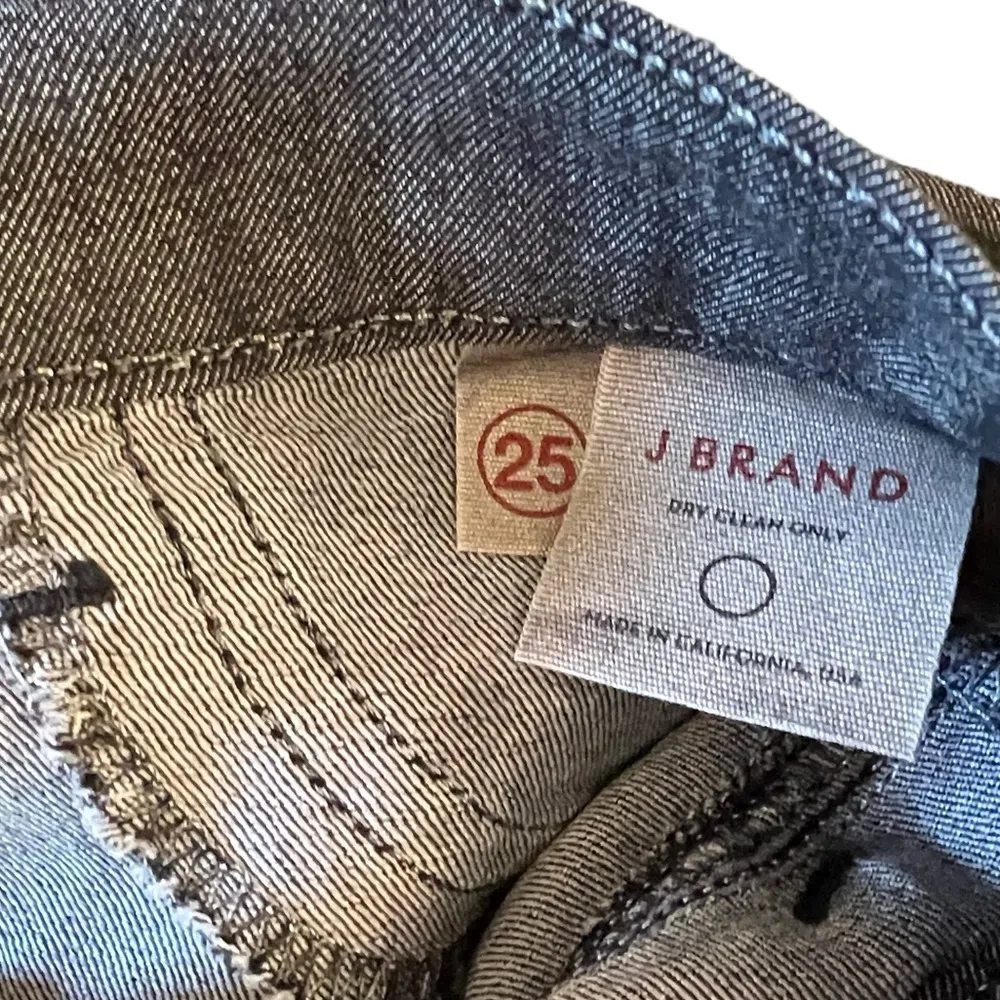 25
J BRAND
DRY CLEAN ONLY
MADE IN CALIFORNIA, USA